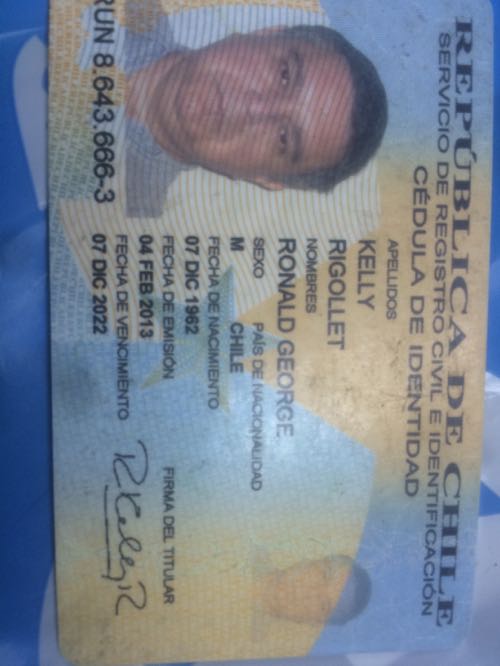 REPÚBLICA DE CHILE
SERVICIO DE REGISTRO CIVIL E IDENTIFICACIÓN
CÉDULA DE IDENTIDAD
APELLIDOS
KELLY
RIGOLLET
NOMBRES
RONALD GEORGE
SEXO PAÍS DE NACIONALIDAD
M CHILE
FECHA DE NACIMIENTO
07 DIC 1962
FECHA DE EMISIÓN
04 FEB 2013
FECHA DE VENCIMIENTO
07 DIC 2022
FIRMA DEL TITULAR
RKellyR
RUN 8.643.666-3